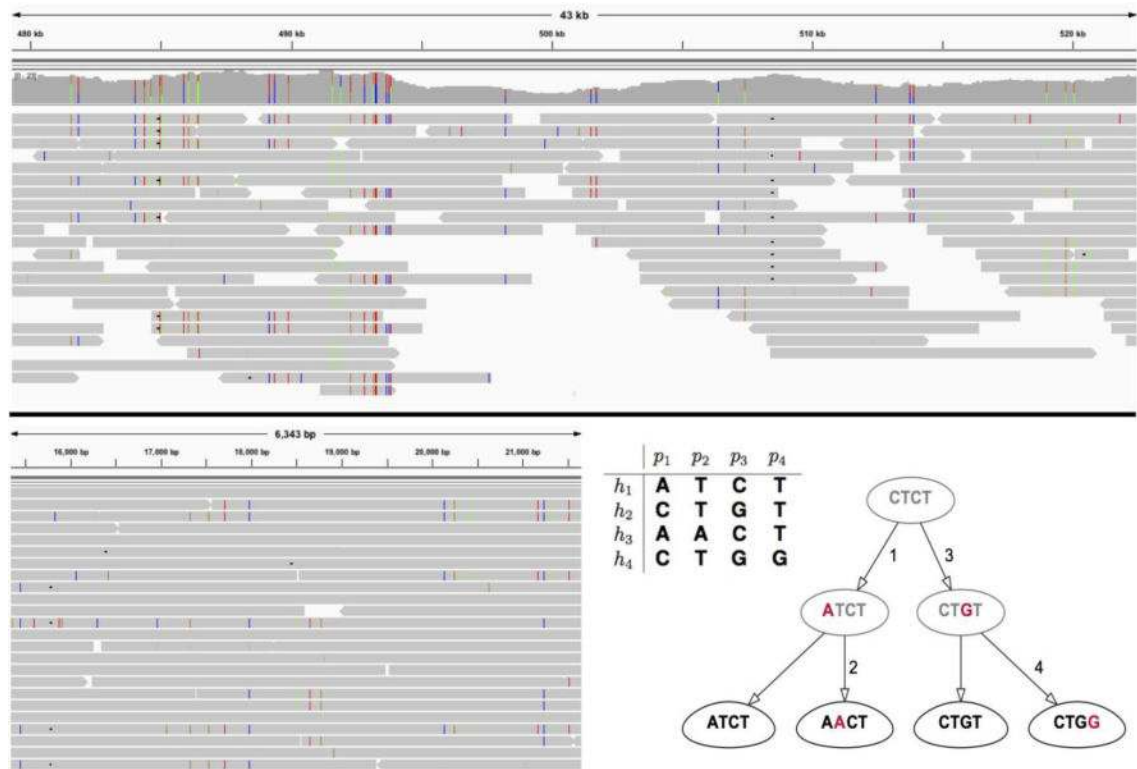 43 kb
480 kb 490 kb 500 kb 510 kb 520 kb
6,343 bp
16,000 bp 17,000 bp 18,000 bp 19,000 bp 20,000 bp 21,000 bp
p1 p2 p3 p4
h1 A T C T
h2 C T G T
h3 A A C T
h4 C T G G
CTCT
1 3
ATCT CTGT
2 4
ATCT AACT CTGT CTGG